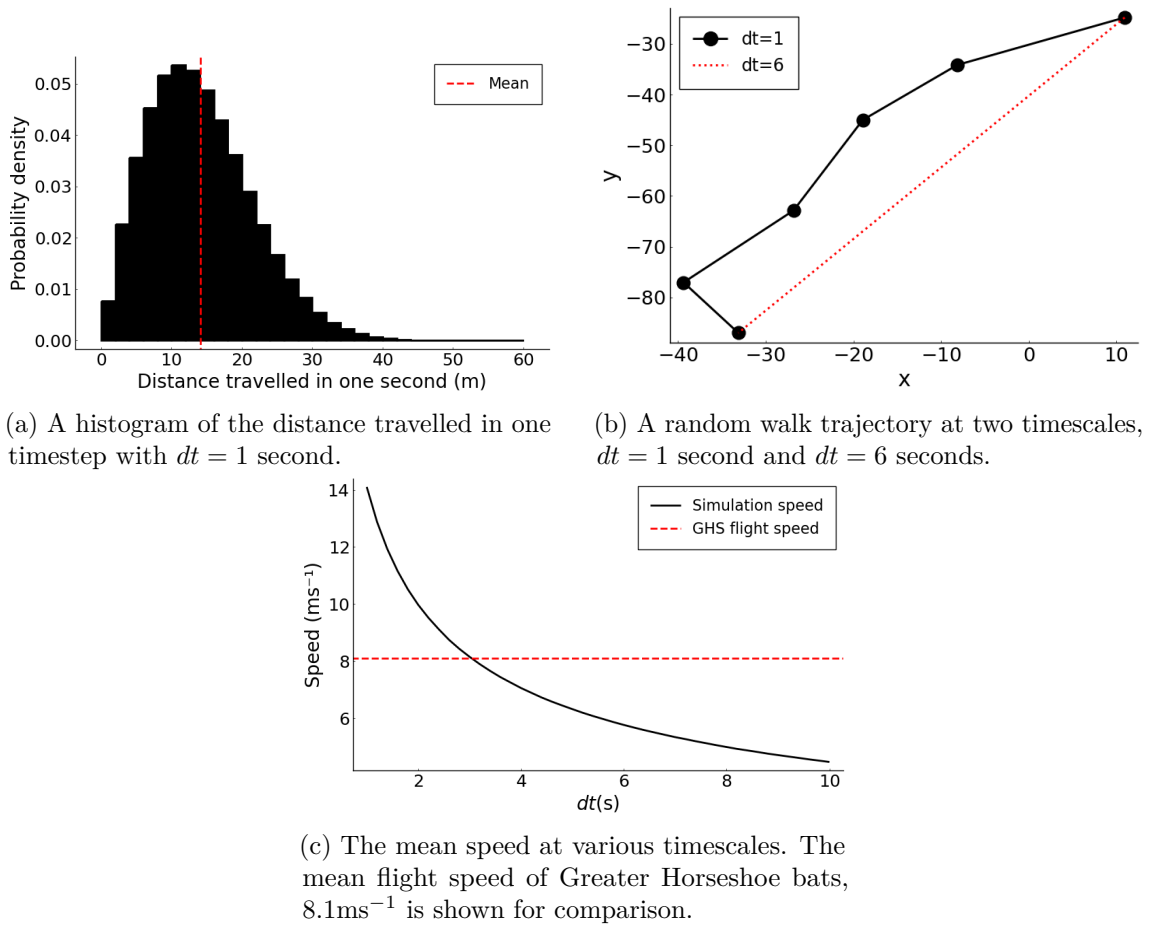 Probability density
0.05
0.04
0.03
0.02
0.01
0.00
Mean
0 10 20 30 40 50 60
Distance travelled in one second (m)
(a) A histogram of the distance travelled in one
timestep with dt = 1 second.
y
−30
−40
−50
−60
−70
−80
dt=1
dt=6
−40 −30 −20 −10 0 10
x
(b) A random walk trajectory at two timescales,
dt = 1 second and dt = 6 seconds.
Speed (ms⁻¹)
14
12
10
8
6
Simulation speed
GHS flight speed
2 4 6 8 10
dt(s)
(c) The mean speed at various timescales. The
mean flight speed of Greater Horseshoe bats,
8.1ms⁻¹ is shown for comparison.